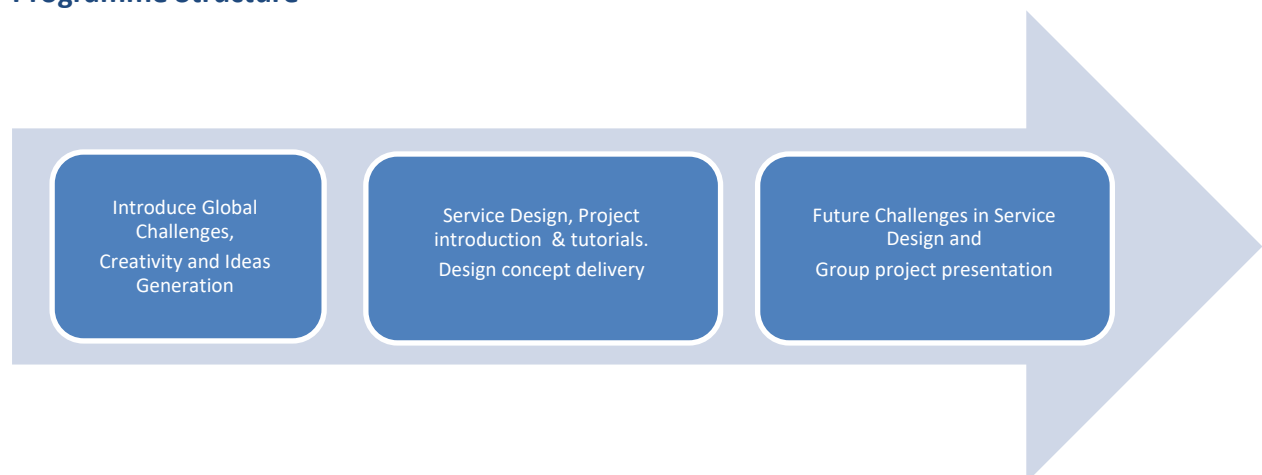 Programme Structure
Introduce Global
Challenges,
Creativity and Ideas
Generation
Service Design, Project
introduction & tutorials.
Design concept delivery
Future Challenges in Service
Design and
Group project presentation